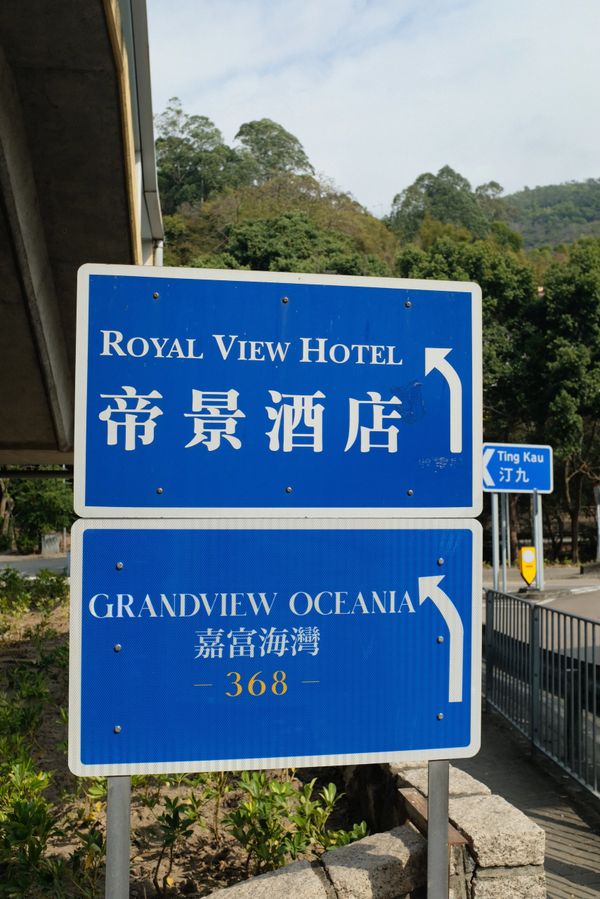 ROYAL VIEW HOTEL
帝景酒店
Ting Kau
汀九
GRANDVIEW OCEANIA
嘉富海灣
– 368 –